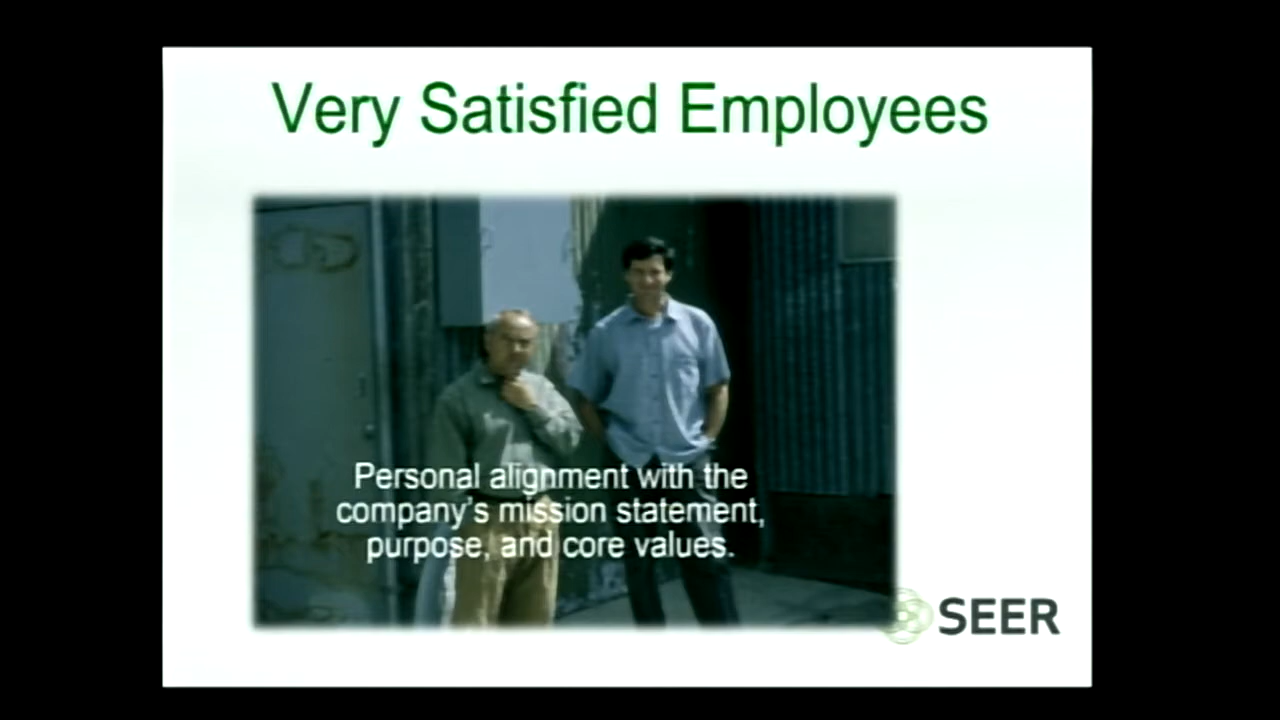 Very Satisfied Employees
Personal alignment with the
company's mission statement,
purpose, and core values.
SEER